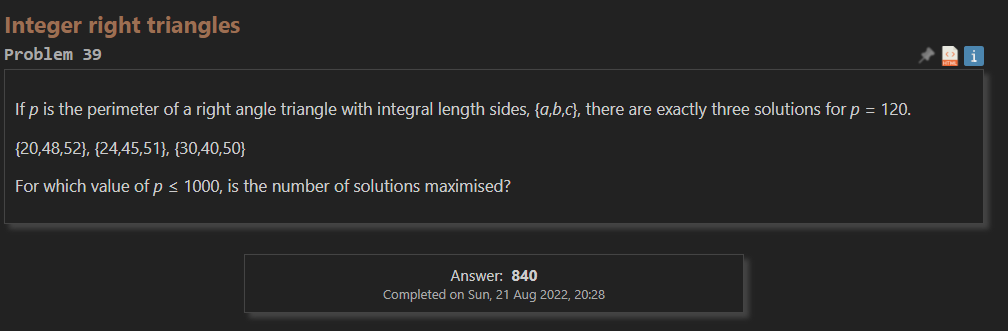 Integer right triangles
Problem 39
HTML
i
If p is the perimeter of a right angle triangle with integral length sides, {a,b,c}, there are exactly three solutions for p = 120.
{20,48,52}, {24,45,51}, {30,40,50}
For which value of p ≤ 1000, is the number of solutions maximised?
Answer: 840
Completed on Sun, 21 Aug 2022, 20:28